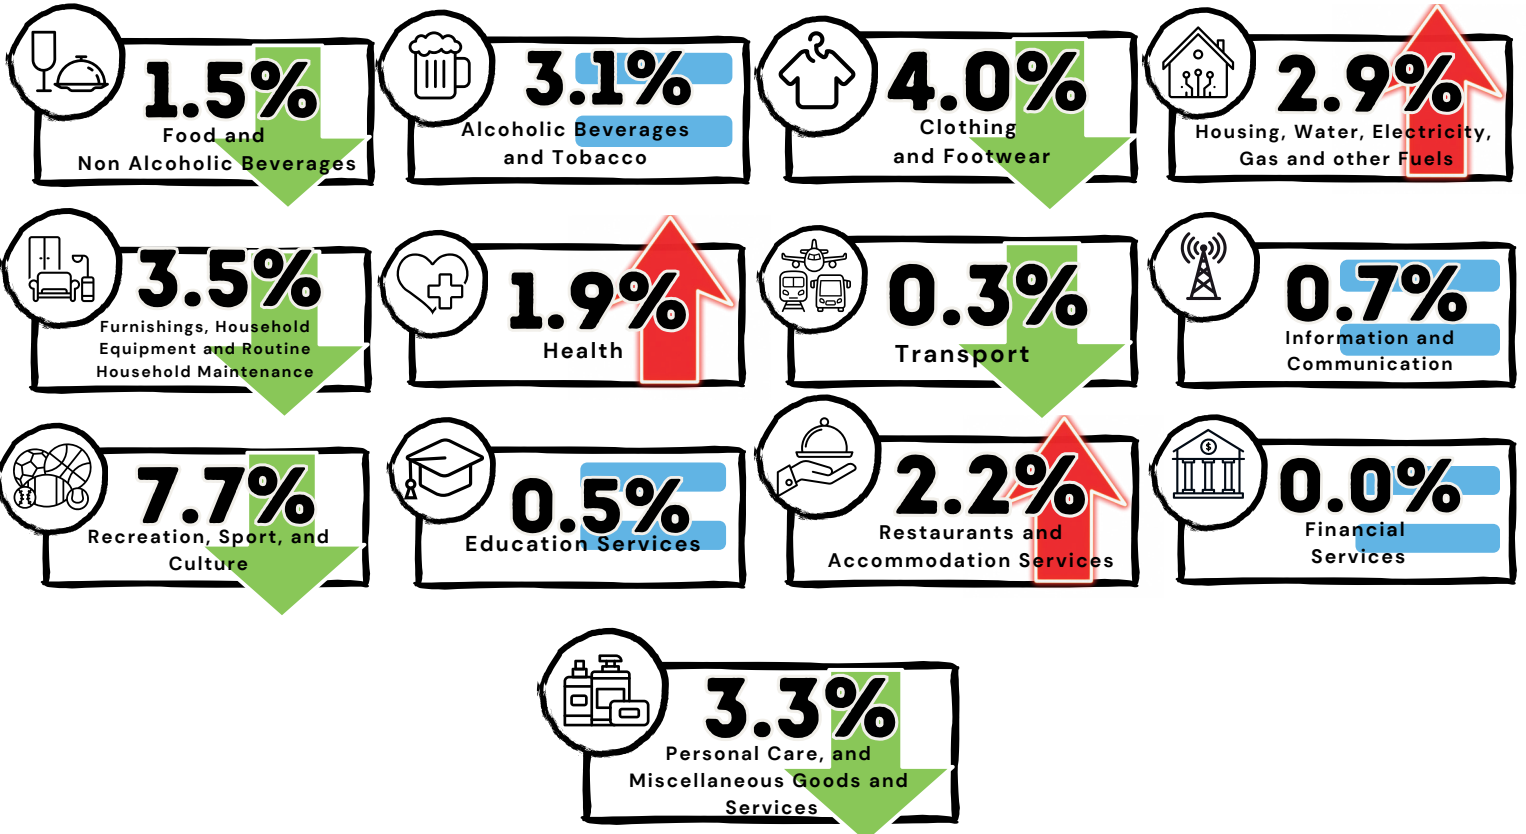 1.5%
Food and
Non Alcoholic Beverages
3.1%
Alcoholic Beverages
and Tobacco
4.0%
Clothing
and Footwear
2.9%
Housing, Water, Electricity,
Gas and other Fuels
3.5%
Furnishings, Household
Equipment and Routine
Household Maintenance
1.9%
Health
0.3%
Transport
0.7%
Information and
Communication
7.7%
Recreation, Sport, and
Culture
0.5%
Education Services
2.2%
Restaurants and
Accommodation Services
0.0%
Financial
Services
$
3.3%
Personal Care, and
Miscellaneous Goods and
Services